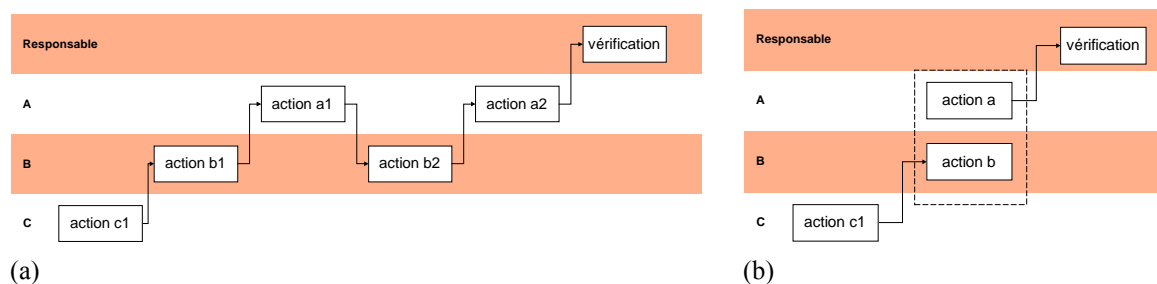 Responsable
vérification
A
action a1
action a2
B
action b1
action b2
C
action c1
(a)
Responsable
vérification
A
action a
B
action b
C
action c1
(b)